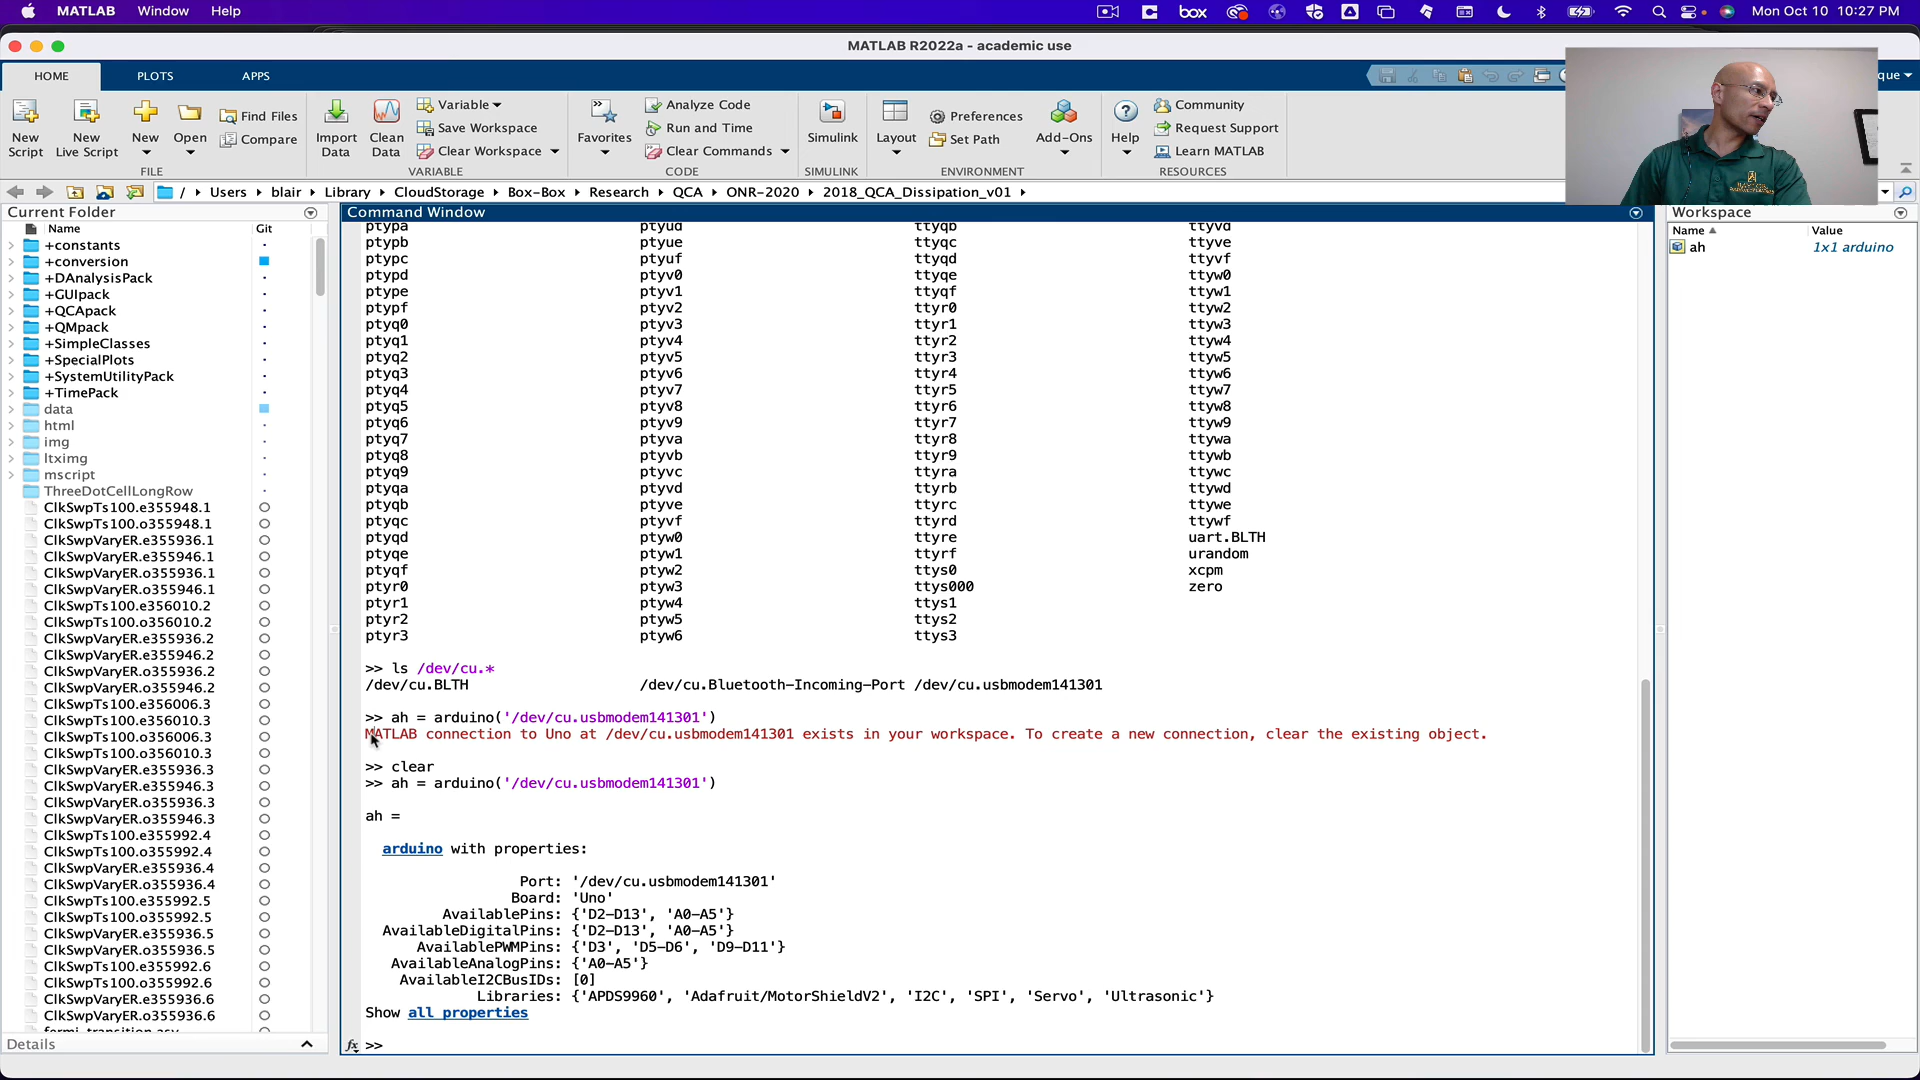 MATLAB Window Help box Mon Oct 10 10:27 PM
MATLAB R2022a - academic use
HOME PLOTS APPS que
New Script
New Live Script
New
Open
Find Files
Compare
FILE
Import Data
Clean Data
Variable
Save Workspace
Clear Workspace
VARIABLE
Favorites
Analyze Code
Run and Time
Clear Commands
CODE
Simulink
SIMULINK
Layout
Preferences
Set Path
Add-Ons
ENVIRONMENT
Help
Community
Request Support
Learn MATLAB
RESOURCES
/ Users blair Library CloudStorage Box-Box Research QCA ONR-2020 2018_QCA_Dissipation_v01
Current Folder
Name Git
+constants
+conversion
+DAnalysisPack
+GUIpack
+QCApack
+QMpack
+SimpleClasses
+SpecialPlots
+SystemUtilityPack
+TimePack
data
html
img
ltximg
mscript
ThreeDotCellLongRow
ClkSwpTs100.e355948.1
ClkSwpTs100.o355948.1
ClkSwpVaryER.e355936.1
ClkSwpVaryER.e355946.1
ClkSwpVaryER.o355936.1
ClkSwpVaryER.o355946.1
ClkSwpTs100.e356010.2
ClkSwpTs100.o356010.2
ClkSwpVaryER.e355936.2
ClkSwpVaryER.e355946.2
ClkSwpVaryER.o355936.2
ClkSwpVaryER.o355946.2
ClkSwpTs100.e356006.3
ClkSwpTs100.e356010.3
ClkSwpTs100.o356006.3
ClkSwpTs100.o356010.3
ClkSwpVaryER.e355936.3
ClkSwpVaryER.e355946.3
ClkSwpVaryER.o355936.3
ClkSwpVaryER.o355946.3
ClkSwpTs100.e355992.4
ClkSwpTs100.o355992.4
ClkSwpVaryER.e355936.4
ClkSwpVaryER.o355936.4
ClkSwpTs100.e355992.5
ClkSwpTs100.o355992.5
ClkSwpVaryER.e355936.5
ClkSwpVaryER.o355936.5
ClkSwpTs100.e355992.6
ClkSwpTs100.o355992.6
ClkSwpVaryER.e355936.6
ClkSwpVaryER.o355936.6
fermi_transition.asv
Details
Command Window
ptypa ptyud ttyqb ttyvd
ptypb ptyue ttyqc ttyve
ptypc ptyuf ttyqd ttyvf
ptypd ptyv0 ttyqe ttyw0
ptype ptyv1 ttyqf ttyw1
ptypf ptyv2 ttyr0 ttyw2
ptyq0 ptyv3 ttyr1 ttyw3
ptyq1 ptyv4 ttyr2 ttyw4
ptyq2 ptyv5 ttyr3 ttyw5
ptyq3 ptyv6 ttyr4 ttyw6
ptyq4 ptyv7 ttyr5 ttyw7
ptyq5 ptyv8 ttyr6 ttyw8
ptyq6 ptyv9 ttyr7 ttyw9
ptyq7 ptyva ttyr8 ttywa
ptyq8 ptyvb ttyr9 ttywb
ptyq9 ptyvc ttyra ttywc
ptyqa ptyvd ttyrb ttywd
ptyqb ptyve ttyrc ttywe
ptyqc ptyvf ttyrd ttywf
ptyqd ptyw0 ttyre uart.BLTH
ptyqe ptyw1 ttyrf urandom
ptyqf ptyw2 ttys0 xcpm
ptyr0 ptyw3 ttys000 zero
ptyr1 ptyw4 ttys1
ptyr2 ptyw5 ttys2
ptyr3 ptyw6 ttys3
>> ls /dev/cu.*
/dev/cu.BLTH /dev/cu.Bluetooth-Incoming-Port /dev/cu.usbmodem141301
>> ah = arduino('/dev/cu.usbmodem141301')
MATLAB connection to Uno at /dev/cu.usbmodem141301 exists in your workspace. To create a new connection, clear the existing object.
>> clear
>> ah = arduino('/dev/cu.usbmodem141301')
ah =
arduino with properties:
Port: '/dev/cu.usbmodem141301'
Board: 'Uno'
AvailablePins: {'D2-D13', 'A0-A5'}
AvailableDigitalPins: {'D2-D13', 'A0-A5'}
AvailablePWMPins: {'D3', 'D5-D6', 'D9-D11'}
AvailableAnalogPins: {'A0-A5'}
AvailableI2CBusIDs: [0]
Libraries: {'APDS9960', 'Adafruit/MotorShieldV2', 'I2C', 'SPI', 'Servo', 'Ultrasonic'}
Show all properties
fx >>
Workspace
Name Value
ah 1x1 arduino